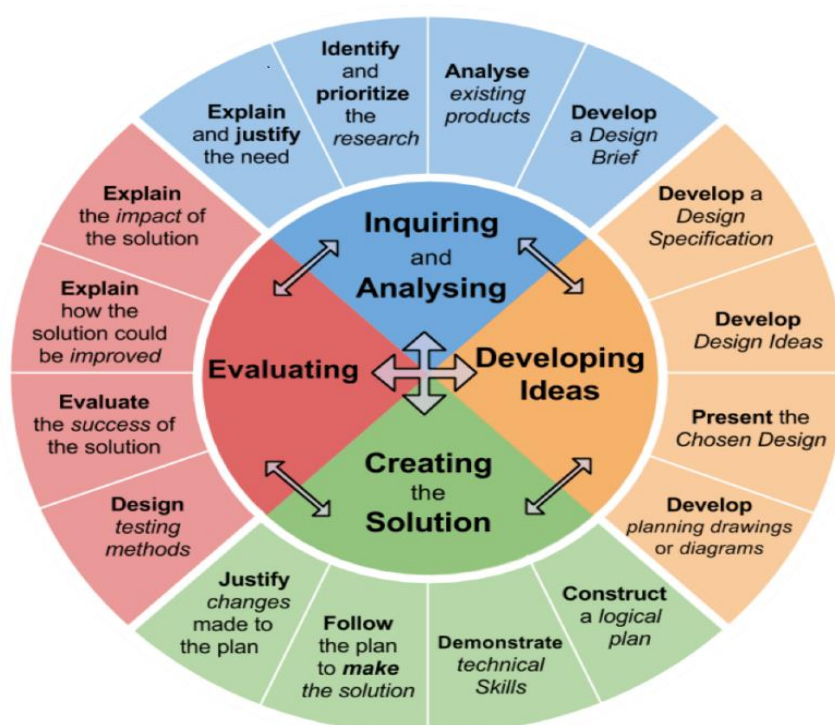 Explain
and justify
the need
Identify
and
prioritize
the
research
Analyse
existing
products
Develop
a Design
Brief
Develop a
Design
Specification
Develop
Design Ideas
Present the
Chosen Design
Develop
planning drawings
or diagrams
Construct
a logical
plan
Demonstrate
technical
Skills
Follow
the plan
to make
the solution
Justify
changes
made to
the plan
Design
testing
methods
Evaluate
the success of
the solution
Explain
how the
solution could
be improved
Explain
the impact of
the solution
Inquiring
and
Analysing
Developing
Ideas
Creating
the
Solution
Evaluating